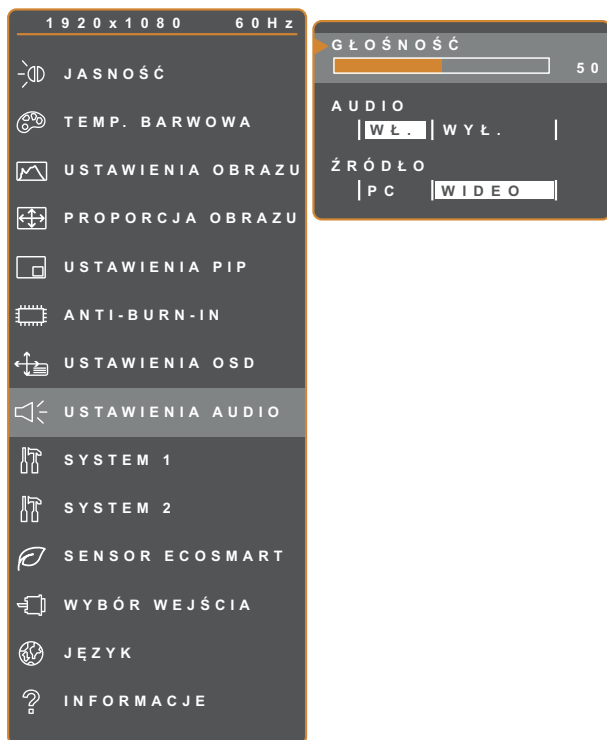 1920x1080 60Hz
JASNOŚĆ
TEMP. BARWOWA
USTAWIENIA OBRAZU
PROPORCJA OBRAZU
USTAWIENIA PIP
ANTI-BURN-IN
USTAWIENIA OSD
USTAWIENIA AUDIO
SYSTEM 1
SYSTEM 2
SENSOR ECOSMART
WYBÓR WEJŚCIA
JĘZYK
INFORMACJE
GŁOŚNOŚĆ
50
AUDIO
WŁ. WYŁ.
ŹRÓDŁO
PC WIDEO